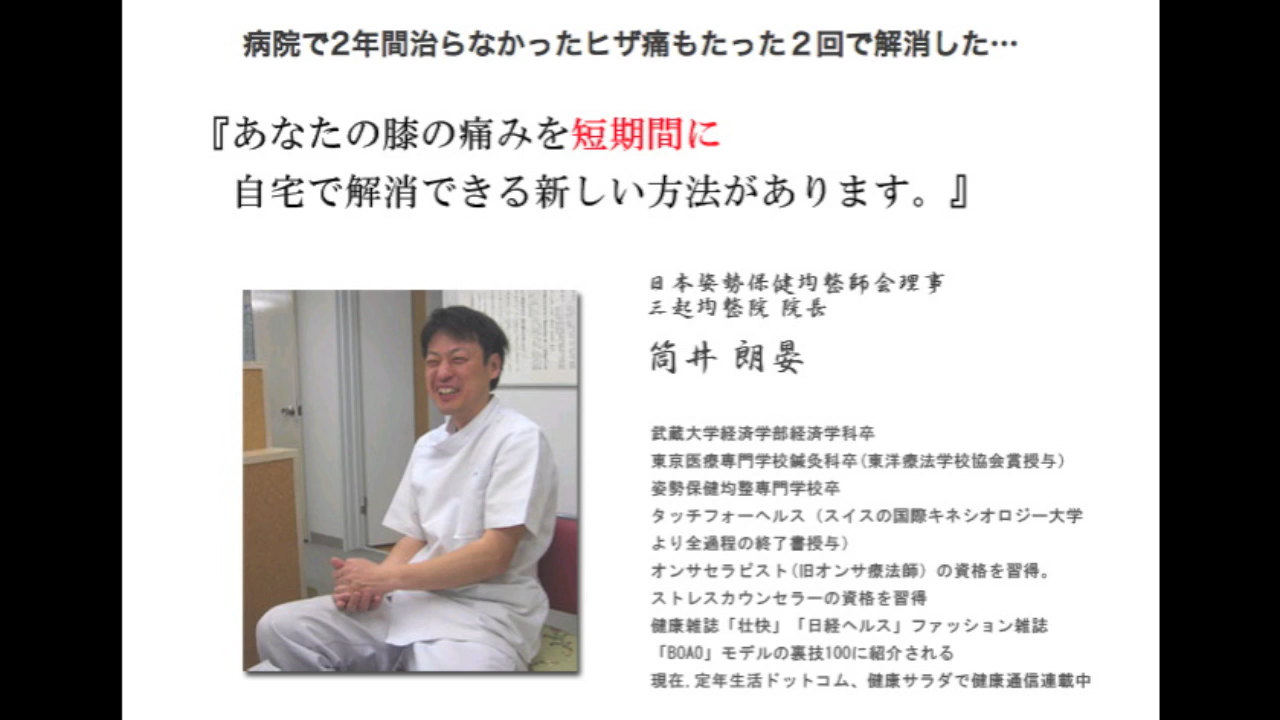 病院で2年間治らなかったヒザ痛もたった２回で解消した…
『あなたの膝の痛みを短期間に
自宅で解消できる新しい方法があります。』
日本姿勢保健均整師会理事
三起均整院 院長
筒井 朗晏
武蔵大学経済学部経済学科卒
東京医療専門学校鍼灸科卒(東洋療法学校協会賞授与)
姿勢保健均整専門学校卒
タッチフォーヘルス（スイスの国際キネシオロジー大学
より全過程の終了書授与）
オンサセラピスト(旧オンサ療法師）の資格を習得。
ストレスカウンセラーの資格を習得
健康雑誌「壮快」「日経ヘルス」ファッション雑誌
「BOAO」モデルの裏技100に紹介される
現在,定年生活ドットコム、健康サラダで健康通信連載中